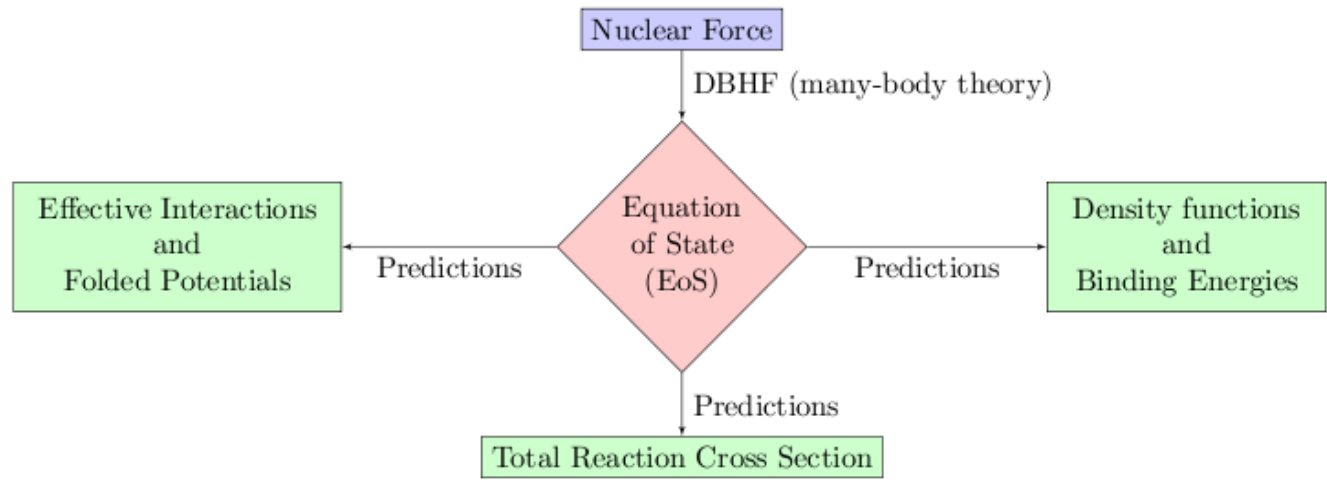 Nuclear Force
DBHF (many-body theory)
Effective Interactions
and
Folded Potentials
Predictions
Equation
of State
(EoS)
Predictions
Density functions
and
Binding Energies
Predictions
Total Reaction Cross Section